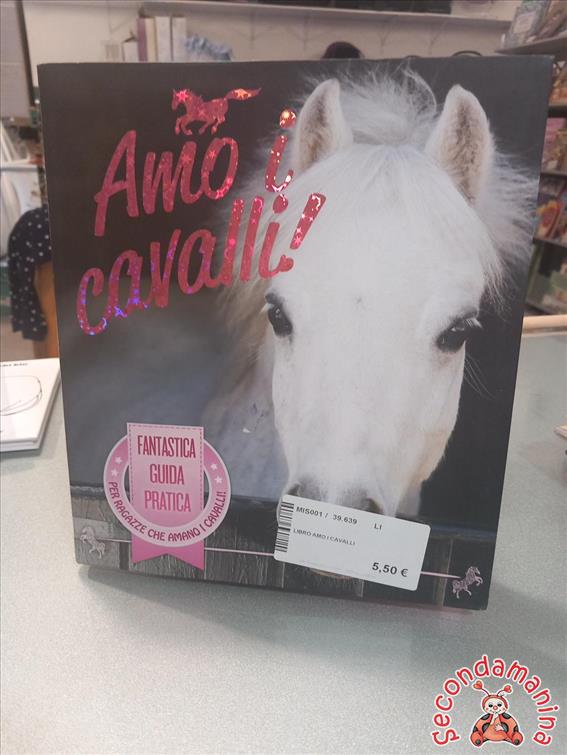 Amo i
cavalli!
FANTASTICA
GUIDA
PRATICA
PER RAGAZZE CHE AMANO I CAVALLI!
MIS001 / 39.639 LI
LIBRO AMO I CAVALLI
5,50 €
Secondamanina